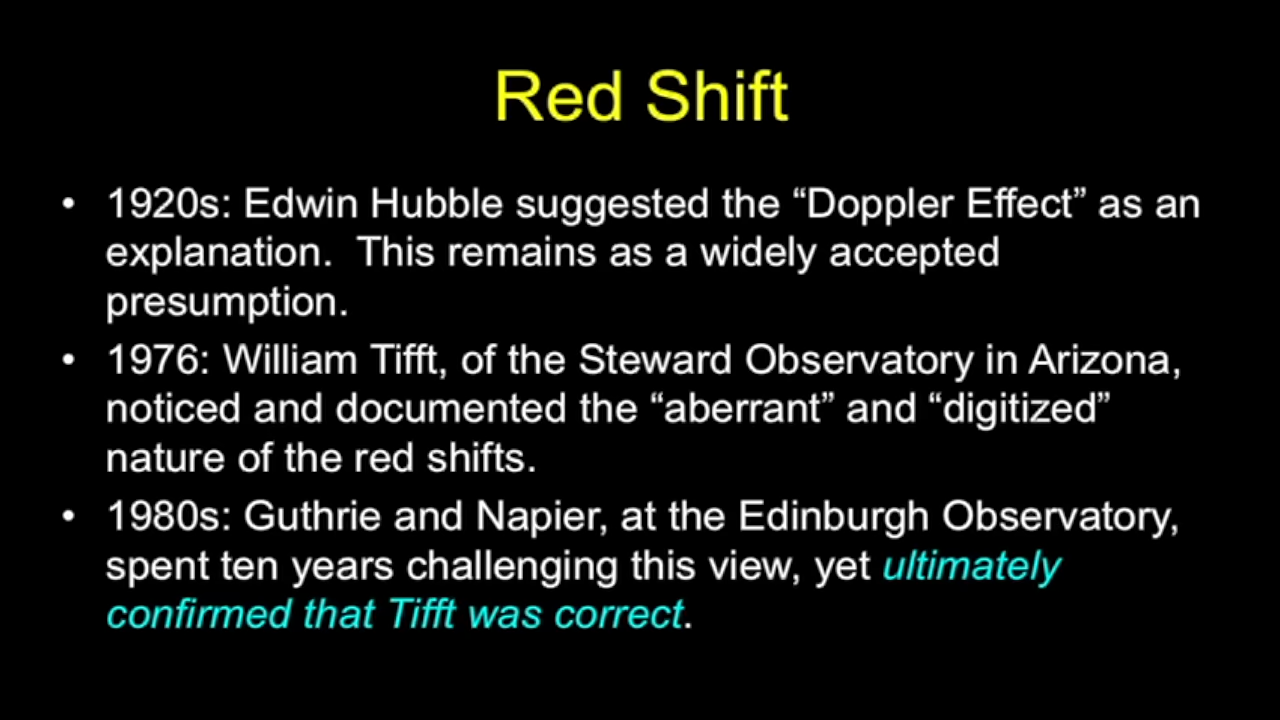 Red Shift
• 1920s: Edwin Hubble suggested the “Doppler Effect” as an
explanation.  This remains as a widely accepted
presumption.
• 1976: William Tifft, of the Steward Observatory in Arizona,
noticed and documented the “aberrant” and “digitized”
nature of the red shifts.
• 1980s: Guthrie and Napier, at the Edinburgh Observatory,
spent ten years challenging this view, yet ultimately
confirmed that Tifft was correct.